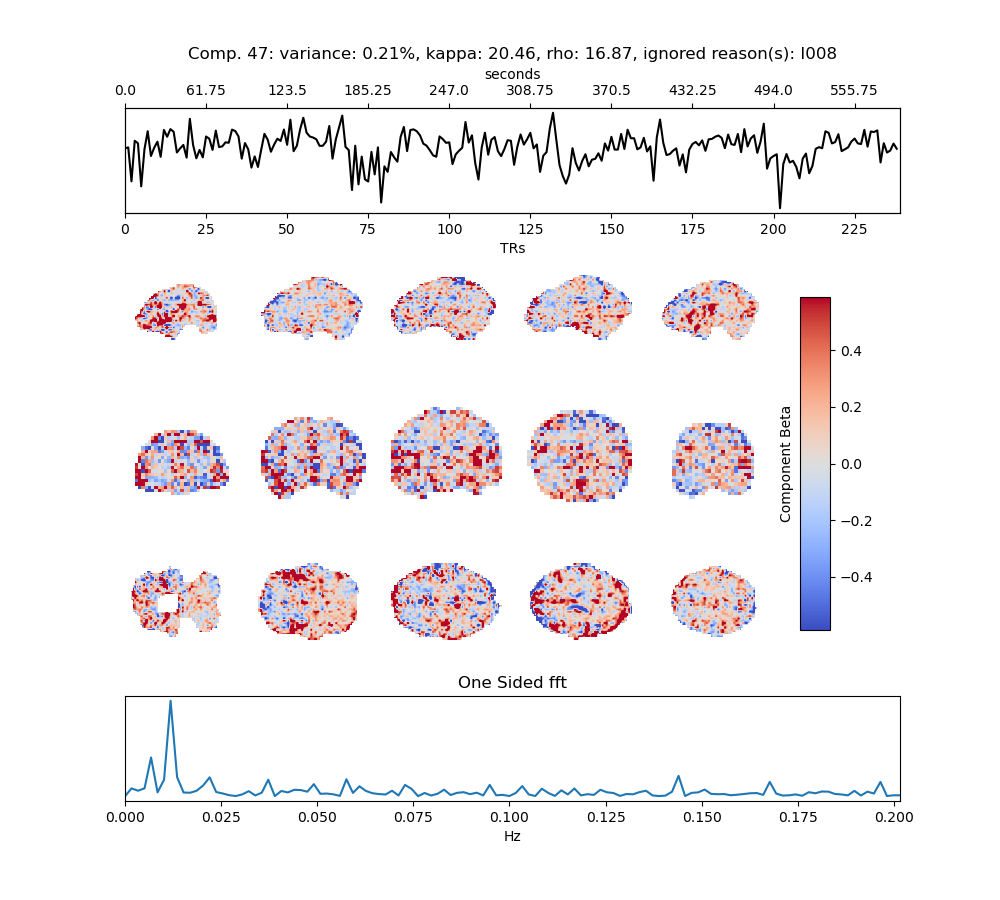 Comp. 47: variance: 0.21%, kappa: 20.46, rho: 16.87, ignored reason(s): I008
seconds
0.0 61.75 123.5 185.25 247.0 308.75 370.5 432.25 494.0 555.75
0 25 50 75 100 125 150 175 200 225
TRs
0.4
0.2
0.0
−0.2
−0.4
Component Beta
One Sided fft
0.000 0.025 0.050 0.075 0.100 0.125 0.150 0.175 0.200
Hz